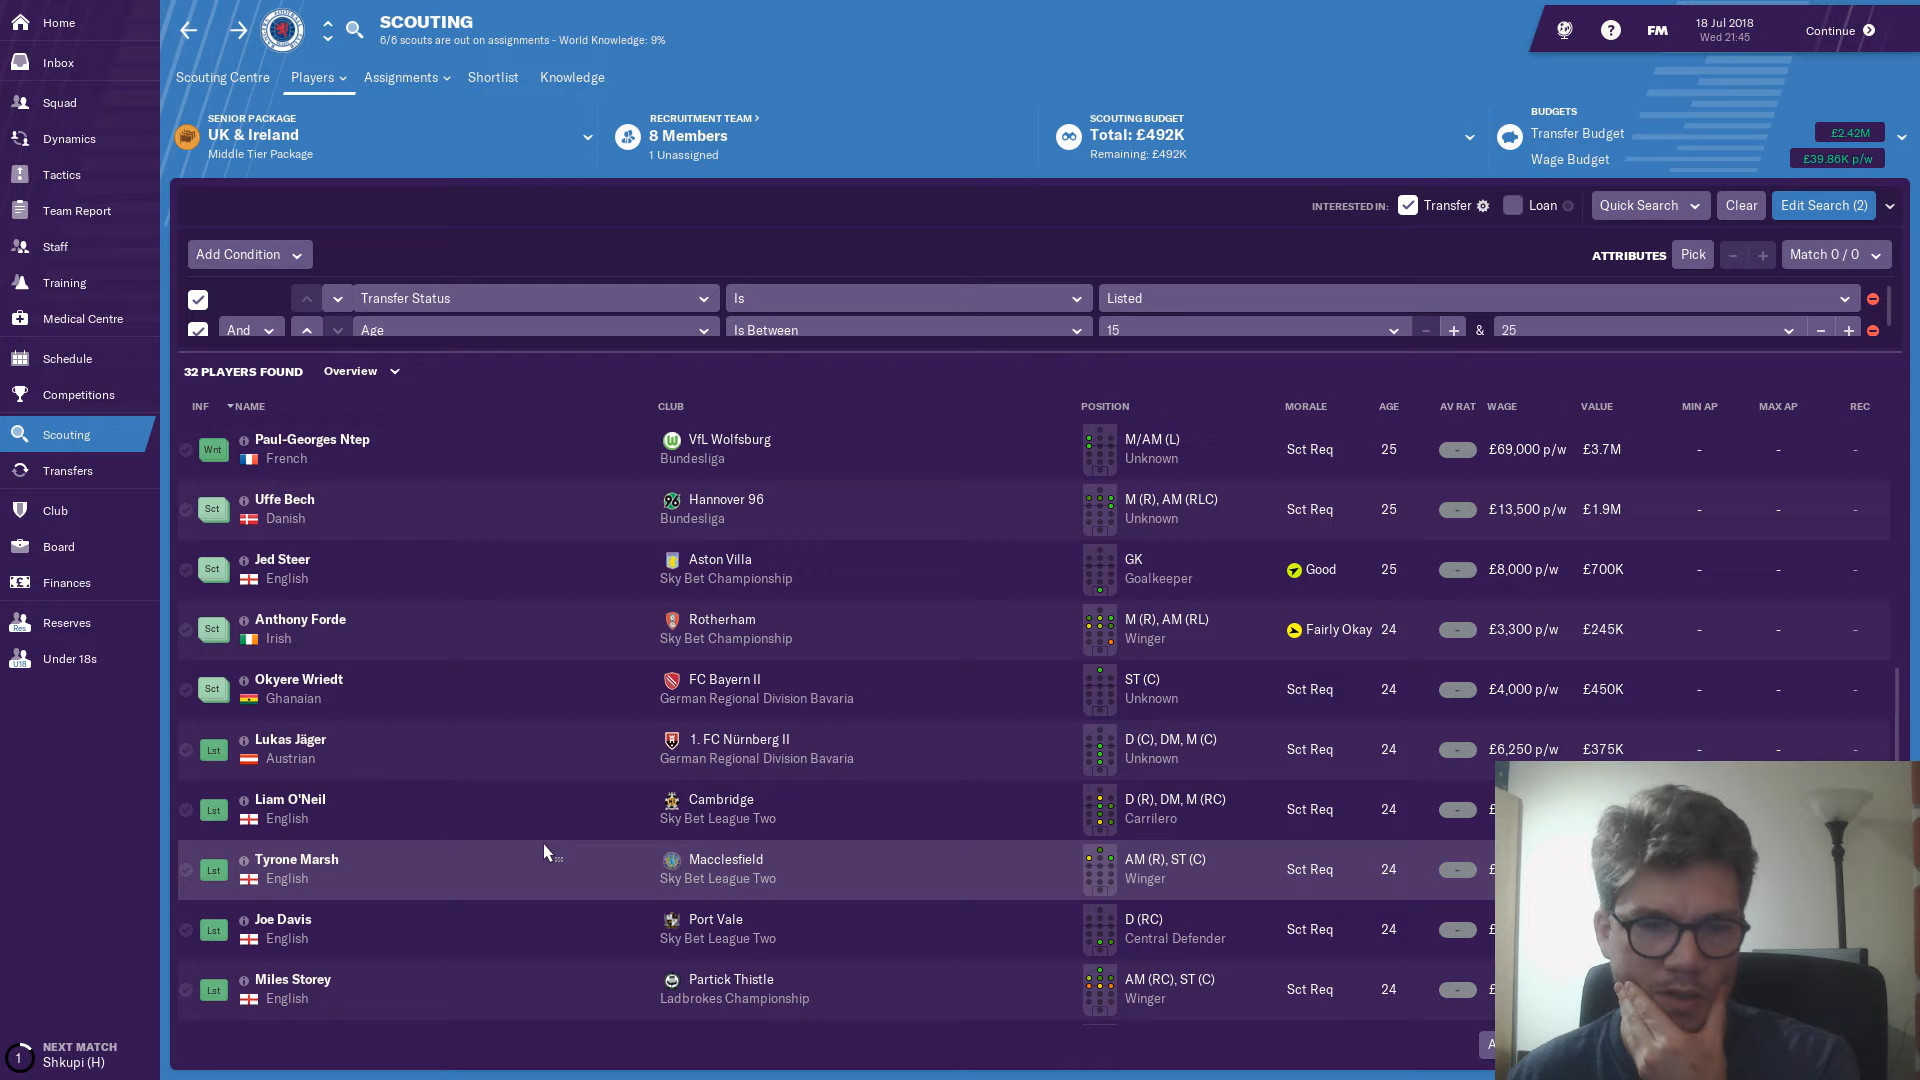 Home
Inbox
Squad
Dynamics
Tactics
Team Report
Staff
Training
Medical Centre
Schedule
Competitions
Scouting
Transfers
Club
Board
Finances
Res
Reserves
U18
Under 18s
1
NEXT MATCH
Shkupi (H)
SCOUTING
6/6 scouts are out on assignments - World Knowledge: 9%
? FM
18 Jul 2018
Wed 21:45
Continue
Scouting Centre Players Assignments Shortlist Knowledge
SENIOR PACKAGE
UK & Ireland
Middle Tier Package
RECRUITMENT TEAM >
8 Members
1 Unassigned
SCOUTING BUDGET
Total: £492K
Remaining: £492K
BUDGETS
Transfer Budget £2.42M
Wage Budget £39.86K p/w
INTERESTED IN: Transfer Loan Quick Search Clear Edit Search (2)
Add Condition ATTRIBUTES Pick - + Match 0 / 0
Transfer Status Is Listed
And Age Is Between 15 - + & 25 - +
32 PLAYERS FOUND Overview
INF NAME CLUB POSITION MORALE AGE AV RAT WAGE VALUE MIN AP MAX AP REC
Wnt Paul-Georges Ntep VfL Wolfsburg M/AM (L) Sct Req 25 - £69,000 p/w £3.7M - - -
French Bundesliga Unknown
Sct Uffe Bech Hannover 96 M (R), AM (RLC) Sct Req 25 - £13,500 p/w £1.9M - - -
Danish Bundesliga Unknown
Sct Jed Steer Aston Villa GK Good 25 - £8,000 p/w £700K - - -
English Sky Bet Championship Goalkeeper
Sct Anthony Forde Rotherham M (R), AM (RL) Fairly Okay 24 - £3,300 p/w £245K - - -
Irish Sky Bet Championship Winger
Sct Okyere Wriedt FC Bayern II ST (C) Sct Req 24 - £4,000 p/w £450K - - -
Ghanaian German Regional Division Bavaria Unknown
Lst Lukas Jäger 1. FC Nürnberg II D (C), DM, M (C) Sct Req 24 - £6,250 p/w £375K - - -
Austrian German Regional Division Bavaria Unknown
Lst Liam O'Neil Cambridge D (R), DM, M (RC) Sct Req 24 - £
English Sky Bet League Two Carrilero
Lst Tyrone Marsh Macclesfield AM (R), ST (C) Sct Req 24 - £
English Sky Bet League Two Winger
Lst Joe Davis Port Vale D (RC) Sct Req 24 - £
English Sky Bet League Two Central Defender
Lst Miles Storey Partick Thistle AM (RC), ST (C) Sct Req 24 - £
English Ladbrokes Championship Winger